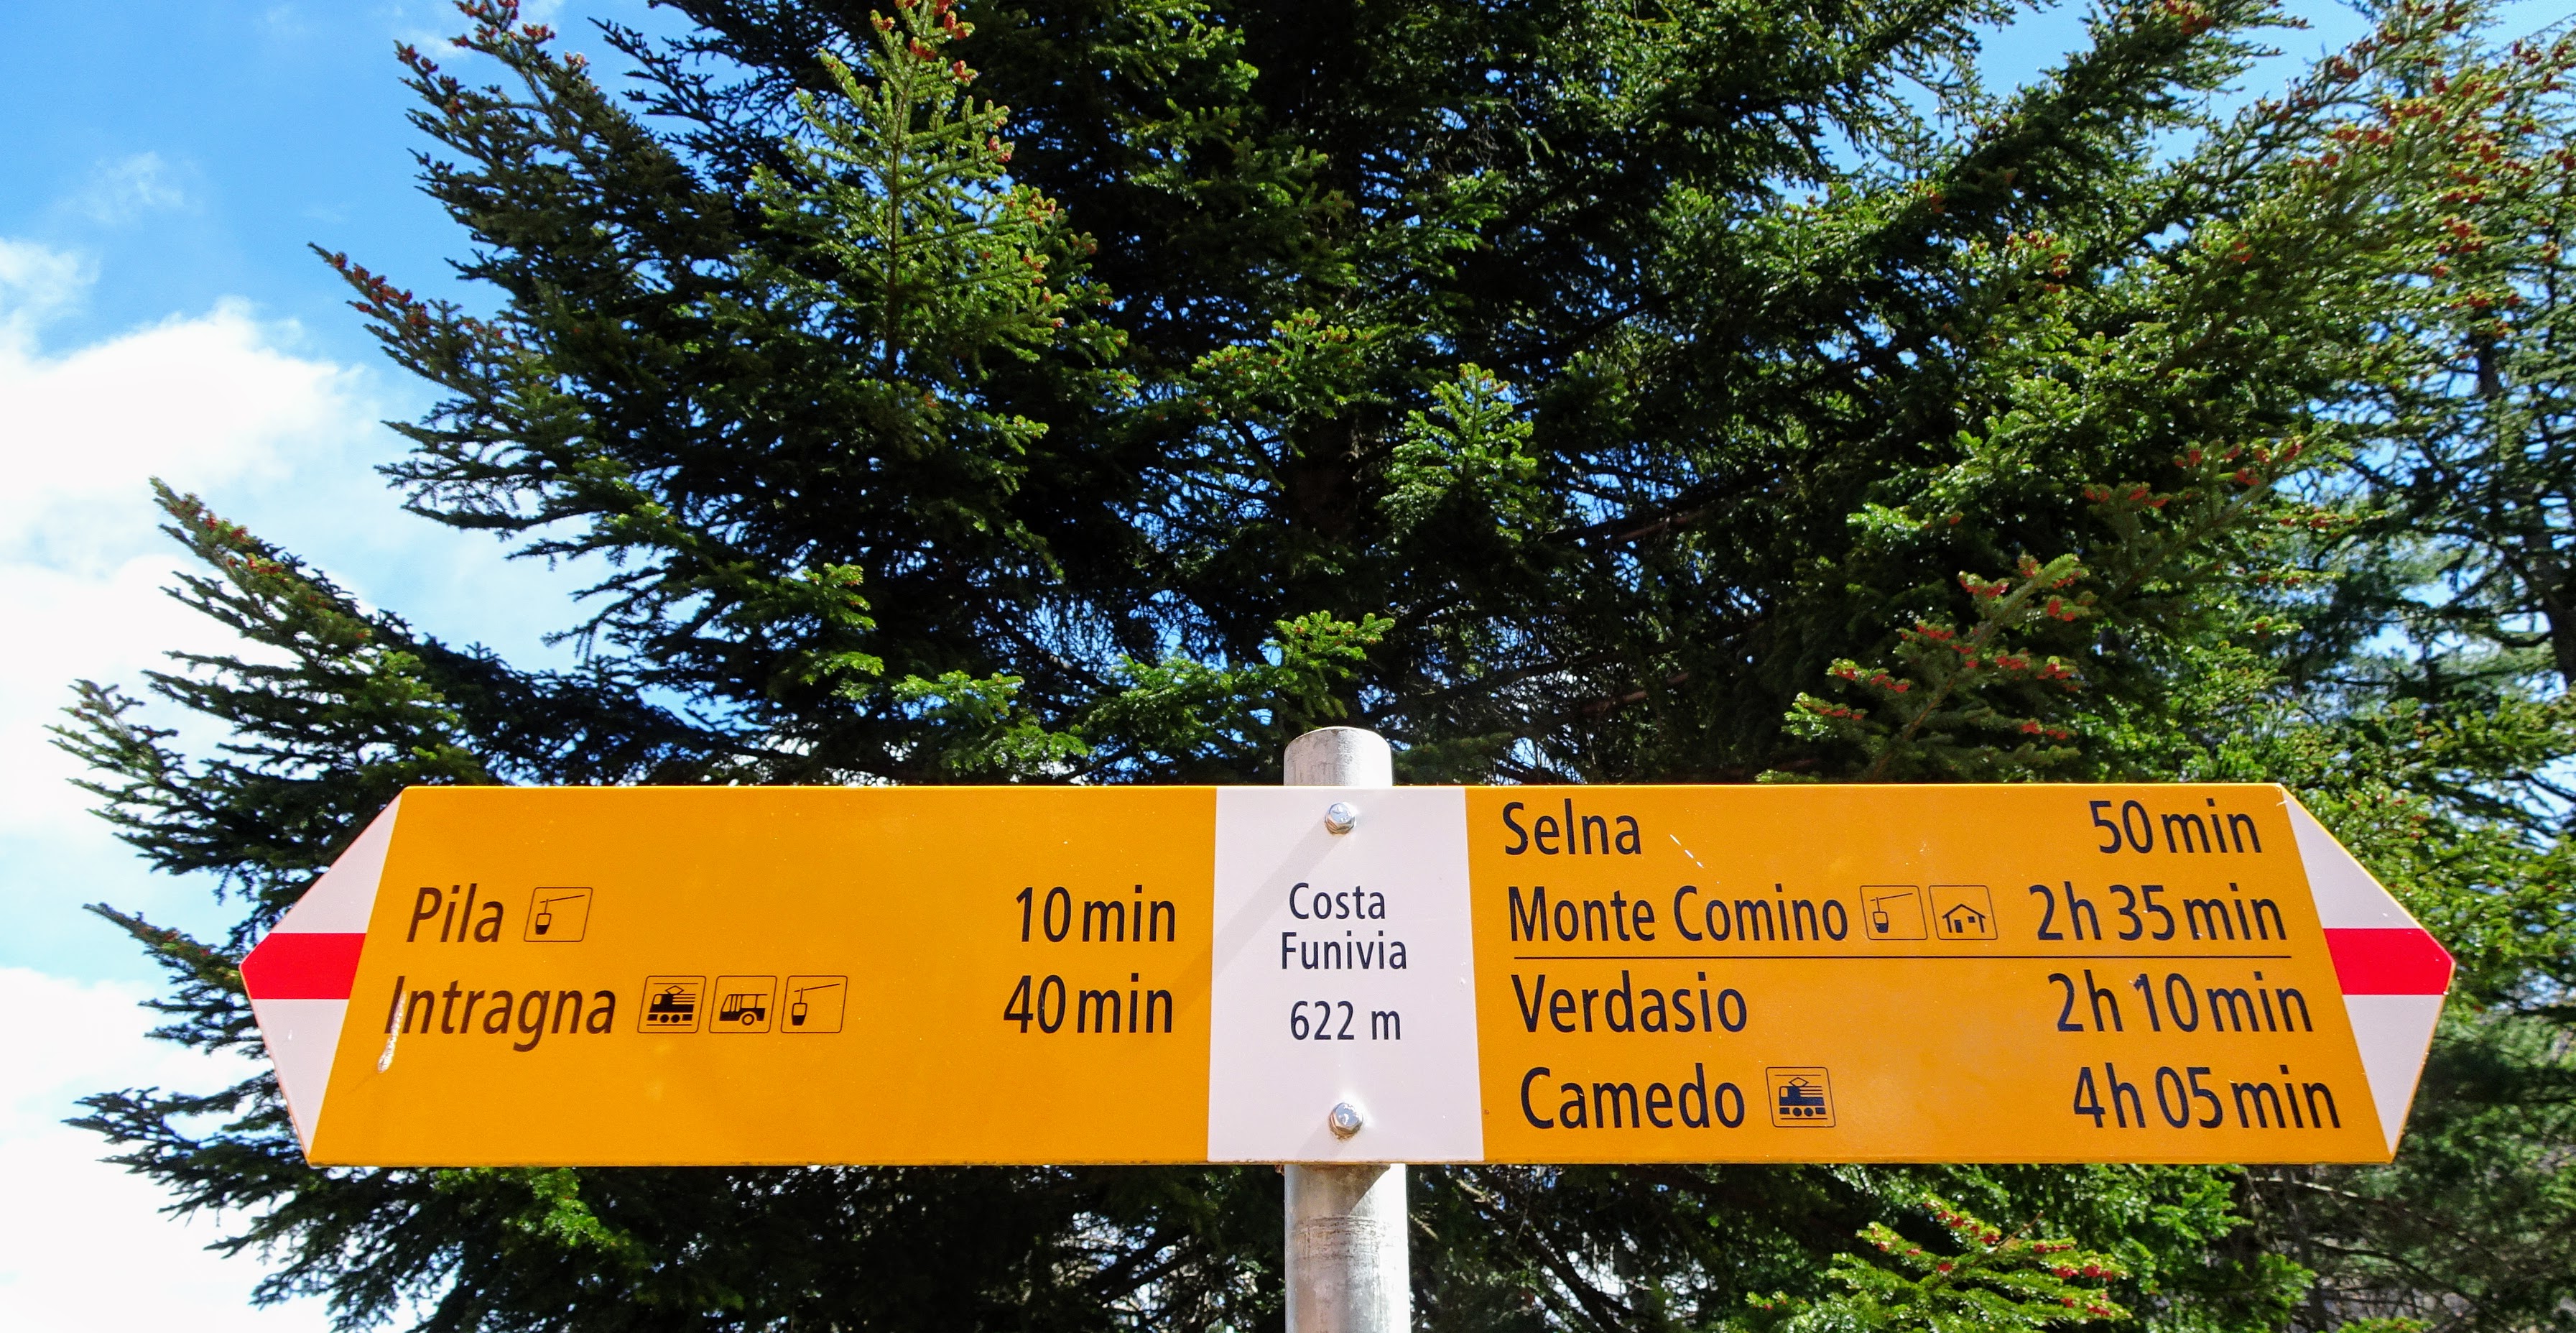 Pila 10 min
Intragna 40 min
Costa
Funivia
622 m
Selna 50 min
Monte Comino 2h 35 min
Verdasio 2h 10 min
Camedo 4h 05 min